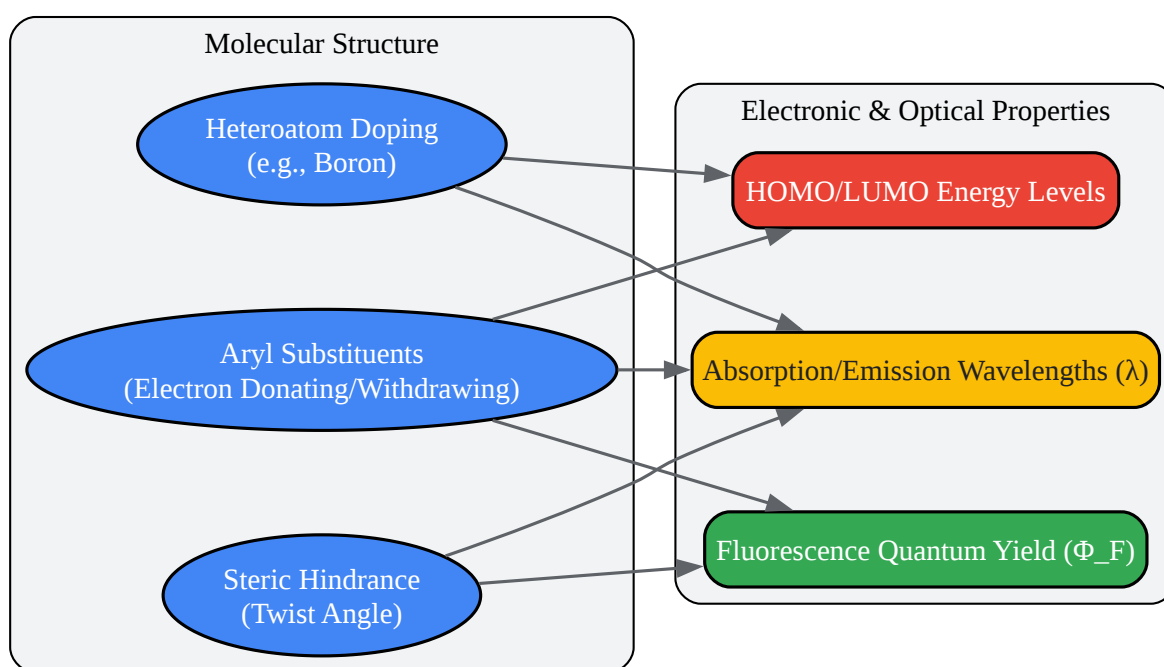 Molecular Structure
Heteroatom Doping
(e.g., Boron)
Aryl Substituents
(Electron Donating/Withdrawing)
Steric Hindrance
(Twist Angle)
Electronic & Optical Properties
HOMO/LUMO Energy Levels
Absorption/Emission Wavelengths (λ)
Fluorescence Quantum Yield (Φ_F)